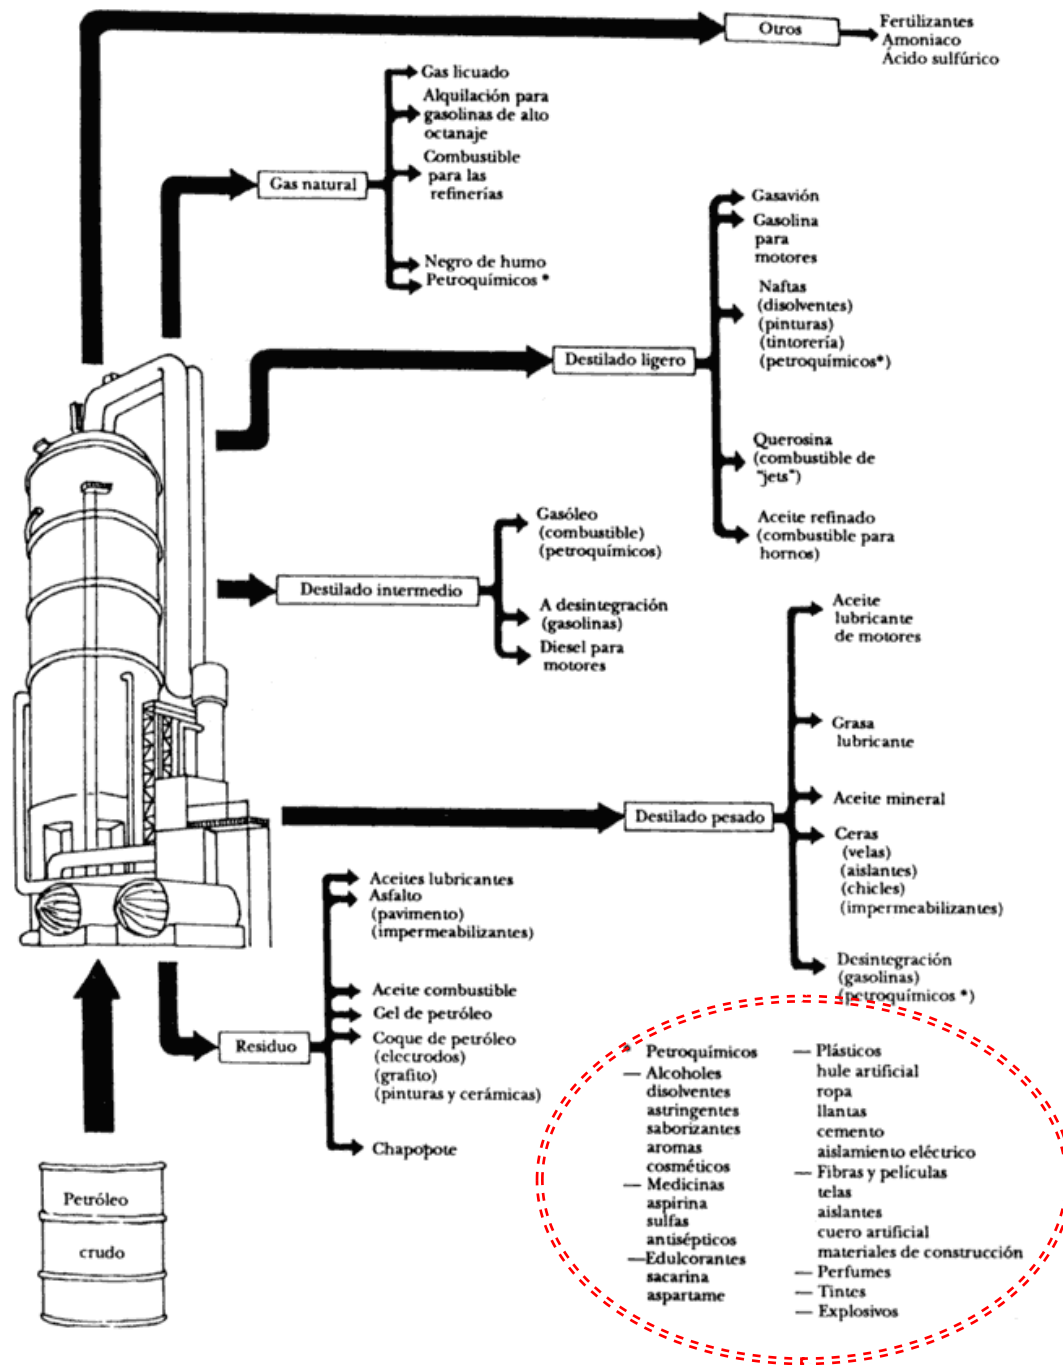 Otros
Fertilizantes
Amoniaco
Ácido sulfúrico
Gas natural
Gas licuado
Alquilación para
gasolinas de alto
octanaje
Combustible
para las
refinerías
Negro de humo
Petroquímicos *
Destilado ligero
Gasavión
Gasolina
para
motores
Naftas
(disolventes)
(pinturas)
(tintorería)
(petroquímicos*)
Querosina
(combustible de
"jets")
Aceite refinado
(combustible para
hornos)
Destilado intermedio
Gasóleo
(combustible)
(petroquímicos)
A desintegración
(gasolinas)
Diesel para
motores
Destilado pesado
Aceite
lubricante
de motores
Grasa
lubricante
Aceite mineral
Ceras
(velas)
(aislantes)
(chicles)
(impermeabilizantes)
Desintegración
(gasolinas)
(petroquímicos *)
Residuo
Aceites lubricantes
Asfalto
(pavimento)
(impermeabilizantes)
Aceite combustible
Gel de petróleo
Coque de petróleo
(electrodos)
(grafito)
(pinturas y cerámicas)
Chapopote
Petróleo
crudo
* Petroquímicos
— Alcoholes
disolventes
astringentes
saborizantes
aromas
cosméticos
— Medicinas
aspirina
sulfas
antisépticos
—Edulcorantes
sacarina
aspartame
— Plásticos
hule artificial
ropa
llantas
cemento
aislamiento eléctrico
— Fibras y películas
telas
aislantes
cuero artificial
materiales de construcción
— Perfumes
— Tintes
— Explosivos